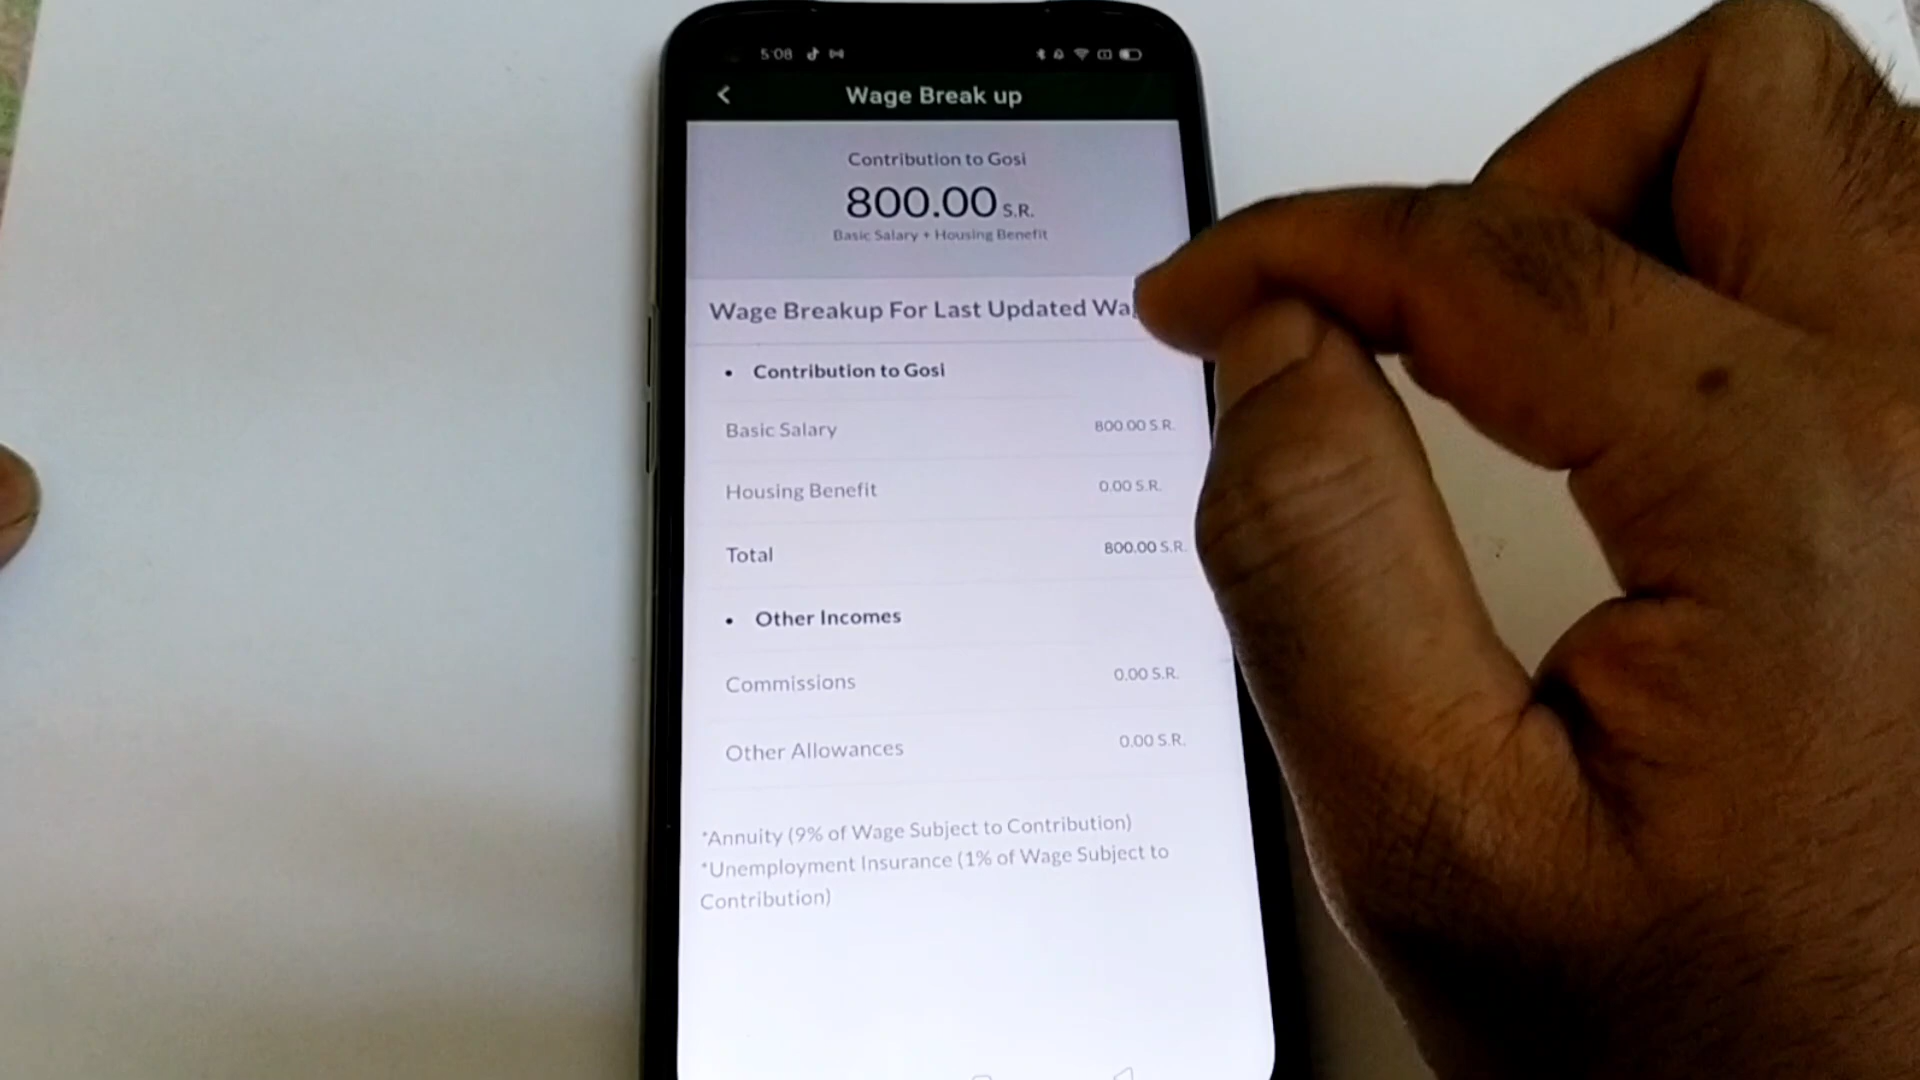 5:08
Wage Break up
Contribution to Gosi
800.00 S.R.
Basic Salary + Housing Benefit
Wage Breakup For Last Updated
• Contribution to Gosi
Basic Salary 800.00 S.R.
Housing Benefit 0.00 S.R.
Total 800.00 S.R.
• Other Incomes
Commissions 0.00 S.R.
Other Allowances 0.00 S.R.
*Annuity (9% of Wage Subject to Contribution)
*Unemployment Insurance (1% of Wage Subject to
Contribution)